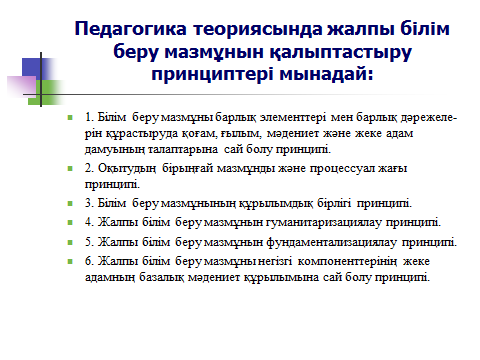 Педагогика теориясында жалпы білім
беру мазмұнын қалыптастыру
принциптері мынадай:
1. Білім беру мазмұны барлық элементтері мен барлық дәрежеле-
рін құрастыруда қоғам, ғылым, мәдениет және жеке адам
дамуының талаптарына сай болу принципі.
2. Оқытудың бірыңғай мазмұнды және процессуал жағы
принципі.
3. Білім беру мазмұнының құрылымдық бірлігі принципі.
4. Жалпы білім беру мазмұнын гуманитаризациялау принципі.
5. Жалпы білім беру мазмұнын фундаментализациялау принципі.
6. Жалпы білім беру мазмұны негізгі компоненттерінің жеке
адамның базалық мәдениет құрылымына сай болу принципі.